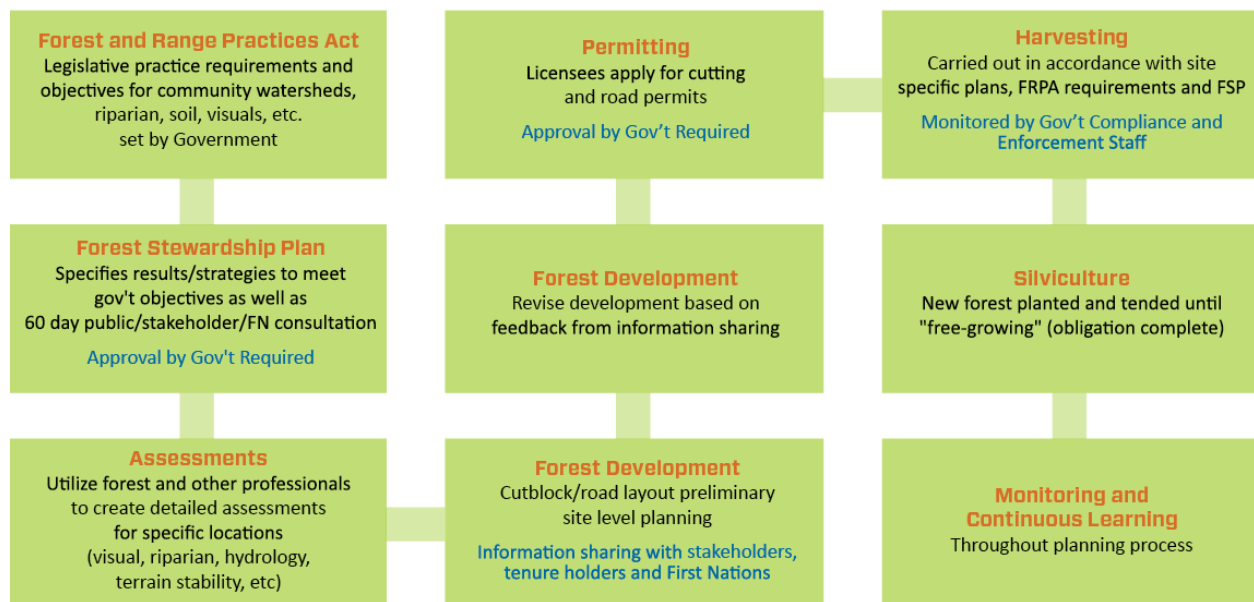 Forest and Range Practices Act
Legislative practice requirements and
objectives for community watersheds,
riparian, soil, visuals, etc.
set by Government
Forest Stewardship Plan
Specifies results/strategies to meet
gov't objectives as well as
60 day public/stakeholder/FN consultation
Approval by Gov't Required
Assessments
Utilize forest and other professionals
to create detailed assessments
for specific locations
(visual, riparian, hydrology,
terrain stability, etc)
Forest Development
Cutblock/road layout preliminary
site level planning
Information sharing with stakeholders,
tenure holders and First Nations
Forest Development
Revise development based on
feedback from information sharing
Permitting
Licensees apply for cutting
and road permits
Approval by Gov’t Required
Harvesting
Carried out in accordance with site
specific plans, FRPA requirements and FSP
Monitored by Gov’t Compliance and
Enforcement Staff
Silviculture
New forest planted and tended until
"free-growing" (obligation complete)
Monitoring and
Continuous Learning
Throughout planning process